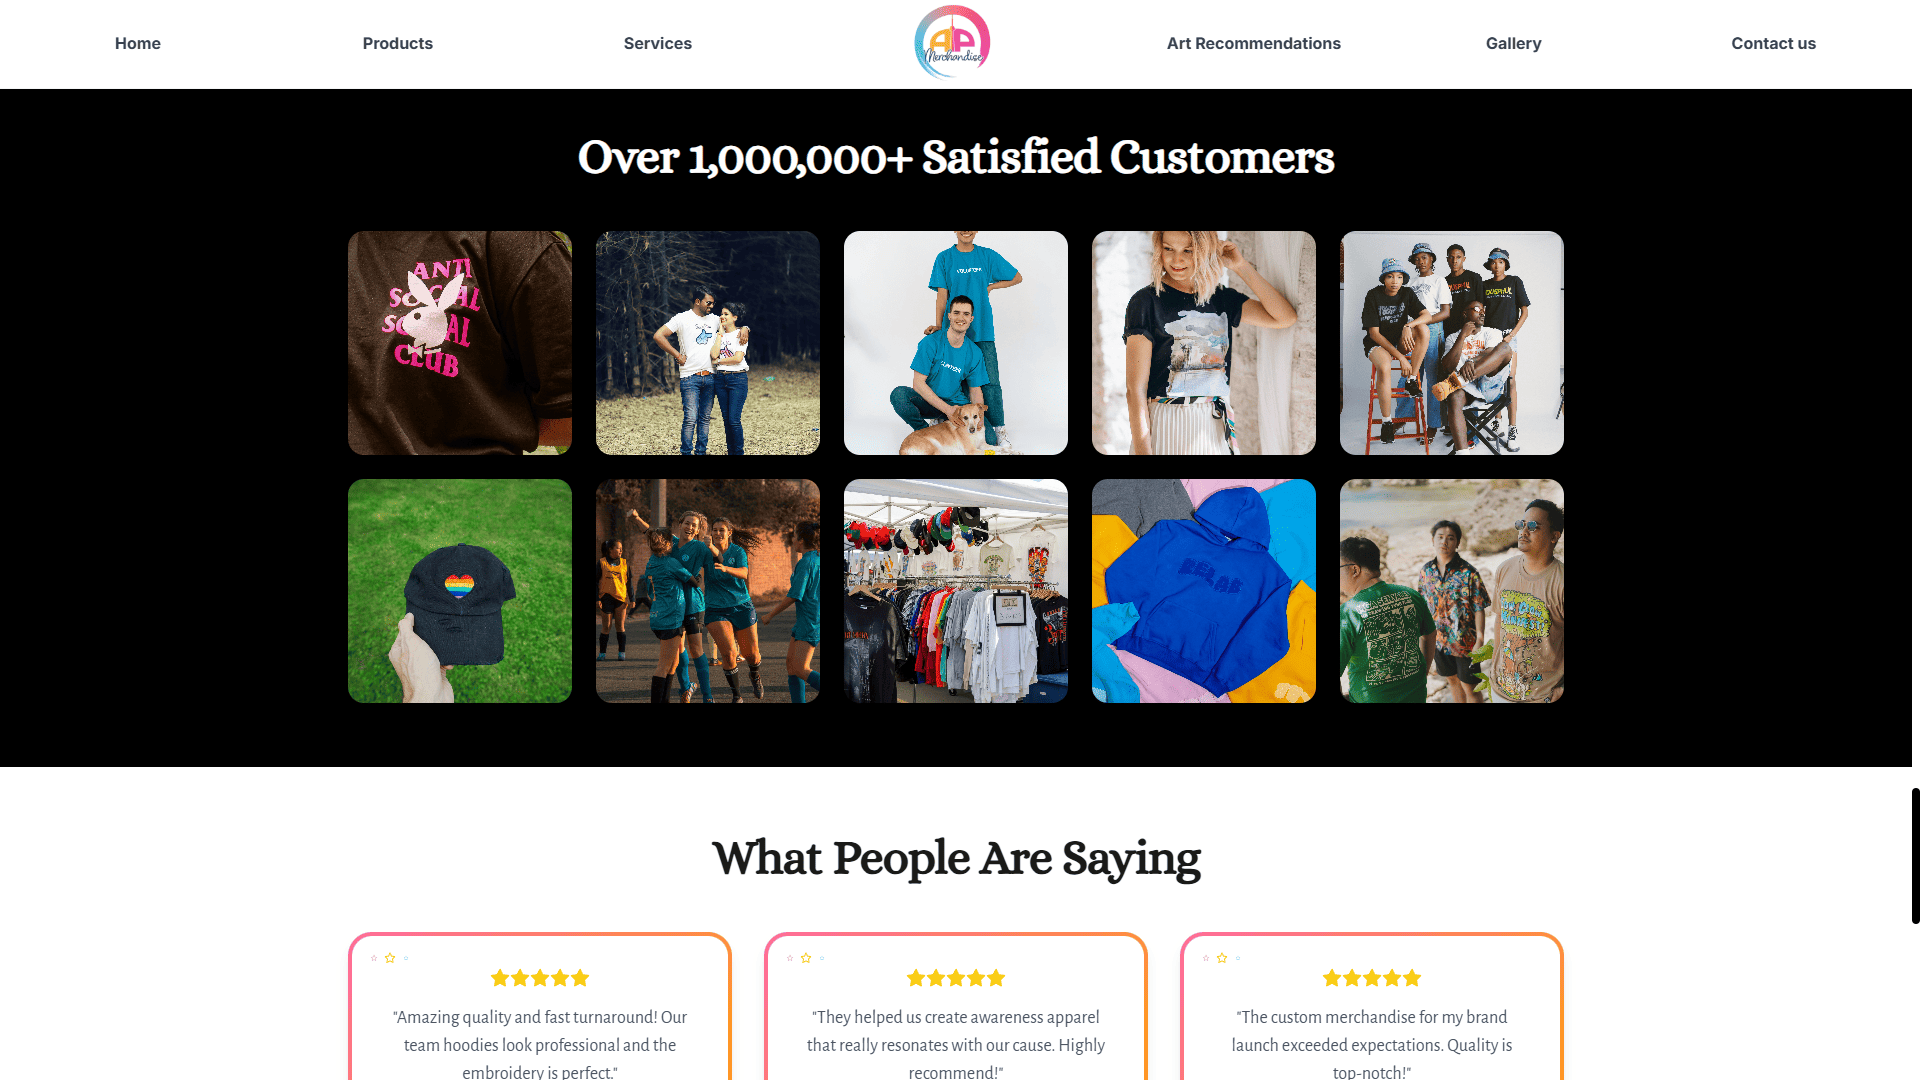 Home
Products
Services
AP
Merchandise
Art Recommendations
Gallery
Contact us
Over 1,000,000+ Satisfied Customers
ANTI
SOCIAL
SOCIAL
CLUB
VOLUNTEER
RELAB
What People Are Saying
"Amazing quality and fast turnaround! Our
team hoodies look professional and the
embroidery is perfect."
"They helped us create awareness apparel
that really resonates with our cause. Highly
recommend!"
"The custom merchandise for my brand
launch exceeded expectations. Quality is
top-notch!"